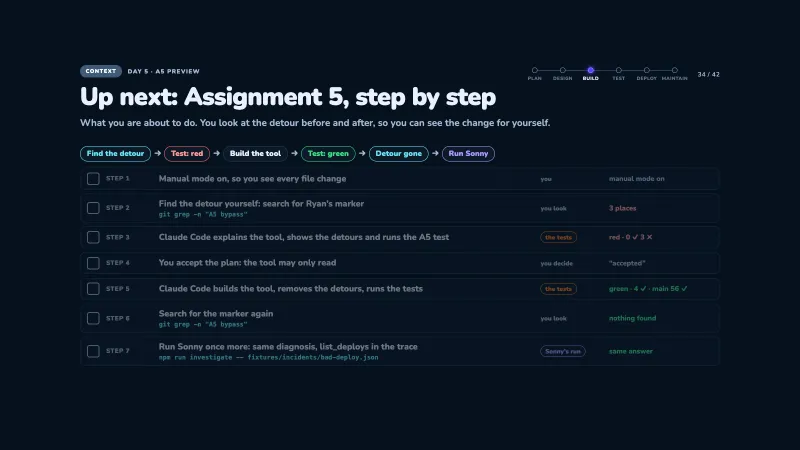 CONTEXT DAY 5 · A5 PREVIEW
PLAN DESIGN BUILD TEST DEPLOY MAINTAIN
34 / 42
Up next: Assignment 5, step by step
What you are about to do. You look at the detour before and after, so you can see the change for yourself.
Find the detour → Test: red → Build the tool → Test: green → Detour gone → Run Sonny
STEP 1 Manual mode on, so you see every file change you manual mode on
STEP 2 Find the detour yourself: search for Ryan's marker you look 3 places
git grep -n "A5 bypass"
STEP 3 Claude Code explains the tool, shows the detours and runs the A5 test the tests red · 0 ✓ 3 ✕
STEP 4 You accept the plan: the tool may only read you decide "accepted"
STEP 5 Claude Code builds the tool, removes the detours, runs the tests the tests green · 4 ✓ · main 56 ✓
STEP 6 Search for the marker again you look nothing found
git grep -n "A5 bypass"
STEP 7 Run Sonny once more: same diagnosis, list_deploys in the trace Sonny's run same answer
npm run investigate -- fixtures/incidents/bad-deploy.json